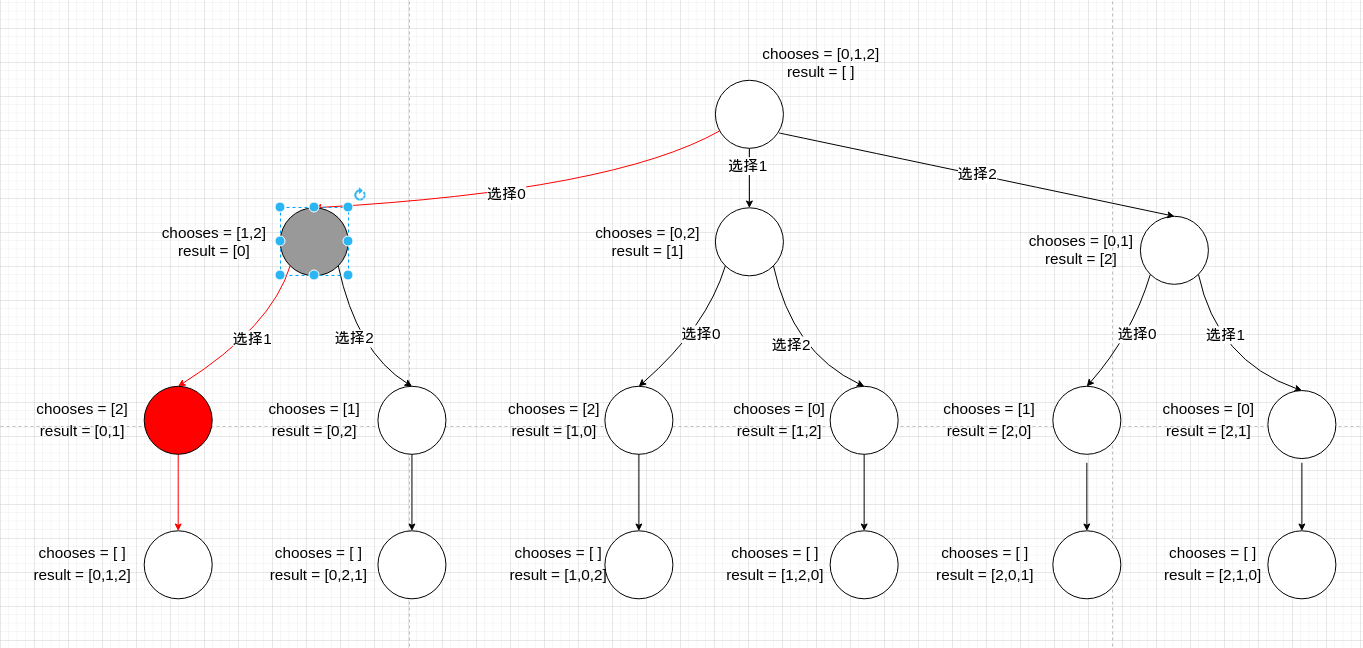 chooses = [0,1,2]
result = [ ]
选择1
选择2
选择0
chooses = [1,2]
result = [0]
chooses = [0,2]
result = [1]
chooses = [0,1]
result = [2]
选择1
选择2
选择0
选择2
选择0
选择1
chooses = [2]
result = [0,1]
chooses = [1]
result = [0,2]
chooses = [2]
result = [1,0]
chooses = [0]
result = [1,2]
chooses = [1]
result = [2,0]
chooses = [0]
result = [2,1]
chooses = [ ]
result = [0,1,2]
chooses = [ ]
result = [0,2,1]
chooses = [ ]
result = [1,0,2]
chooses = [ ]
result = [1,2,0]
chooses = [ ]
result = [2,0,1]
chooses = [ ]
result = [2,1,0]